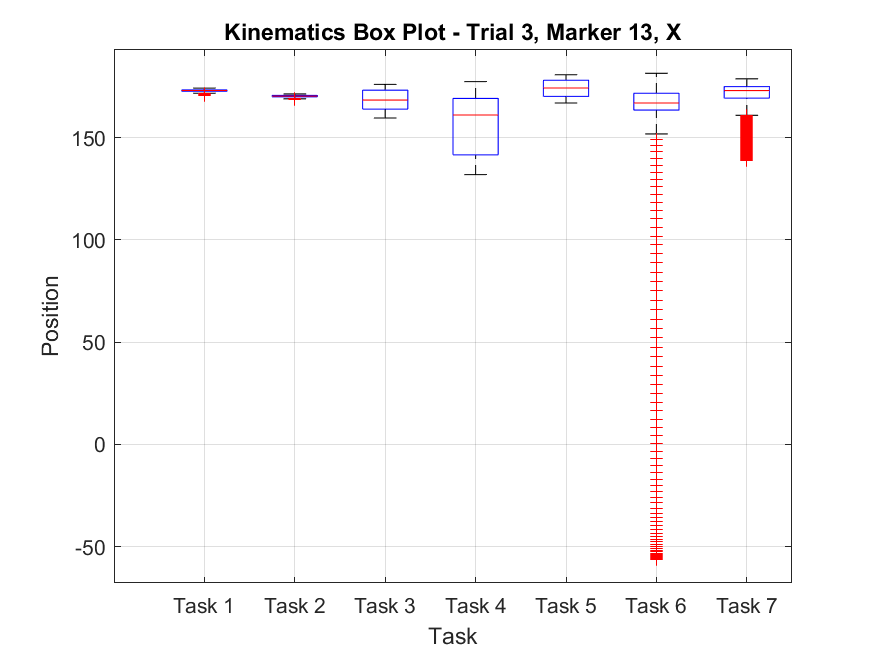 Kinematics Box Plot - Trial 3, Marker 13, X
150
100
50
0
-50
Position
Task 1 Task 2 Task 3 Task 4 Task 5 Task 6 Task 7
Task